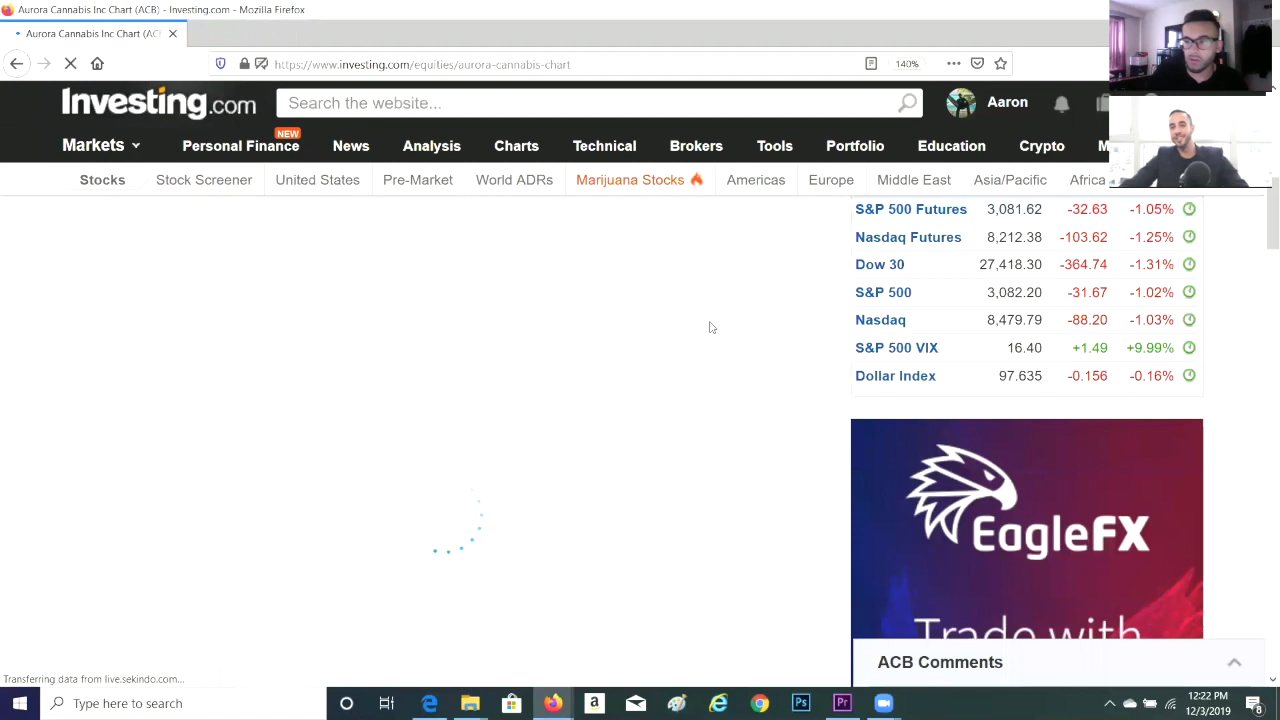 Aurora Cannabis Inc Chart (ACB) - Investing.com - Mozilla Firefox
Aurora Cannabis Inc Chart (ACB
https://www.investing.com/equities/aurora-cannabis-chart
140%
Investing.com
Search the website...
Aaron
NEW
Markets
Personal Finance
News
Analysis
Charts
Technical
Brokers
Tools
Portfolio
Education
Crypto
Stocks
Stock Screener
United States
Pre-Market
World ADRs
Marijuana Stocks
Americas
Europe
Middle East
Asia/Pacific
Africa
S&P 500 Futures 3,081.62 -32.63 -1.05%
Nasdaq Futures 8,212.38 -103.62 -1.25%
Dow 30 27,418.30 -364.74 -1.31%
S&P 500 3,082.20 -31.67 -1.02%
Nasdaq 8,479.79 -88.20 -1.03%
S&P 500 VIX 16.40 +1.49 +9.99%
Dollar Index 97.635 -0.156 -0.16%
EagleFX
Trade with
ACB Comments
Transferring data from live.sekindo.com...
Type here to search
a
Ps
Pr
12:22 PM
12/3/2019
8